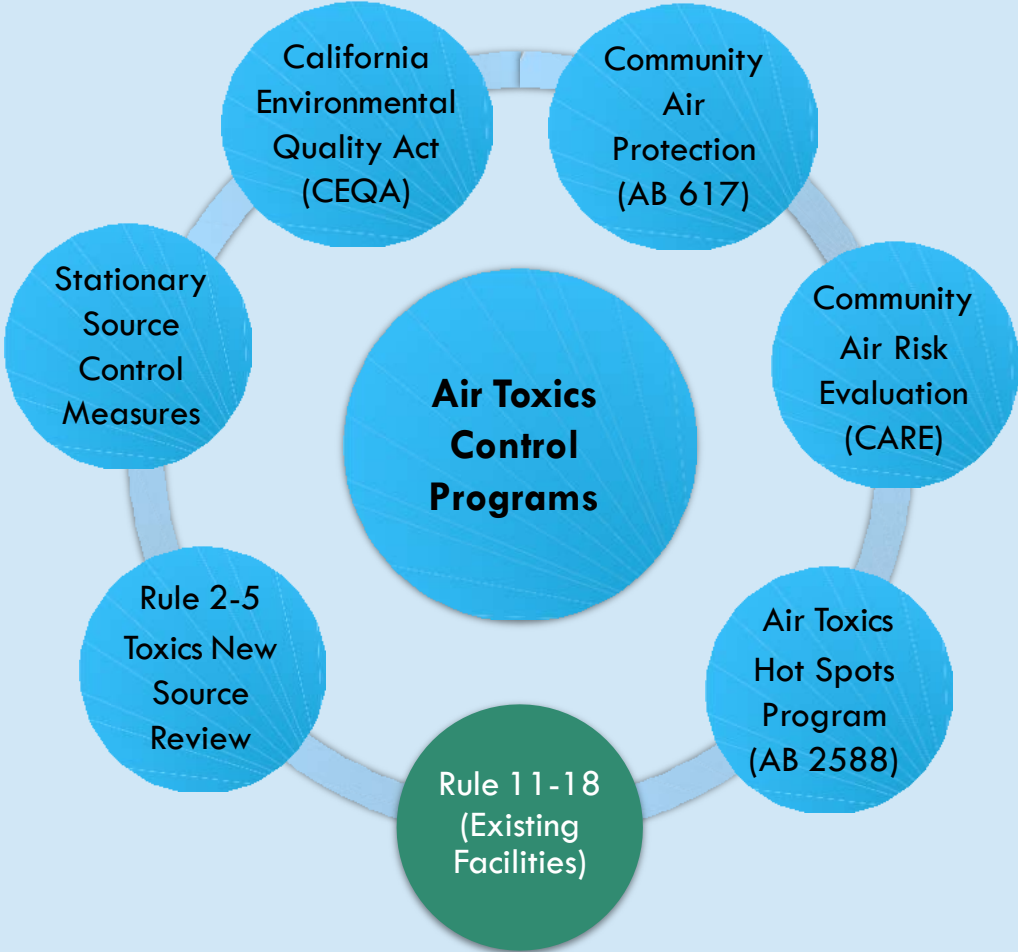 California
Environmental
Quality Act
(CEQA)
Community
Air
Protection
(AB 617)
Community
Air Risk
Evaluation
(CARE)
Air Toxics
Hot Spots
Program
(AB 2588)
Rule 11-18
(Existing
Facilities)
Rule 2-5
Toxics New
Source
Review
Stationary
Source
Control
Measures
Air Toxics
Control
Programs